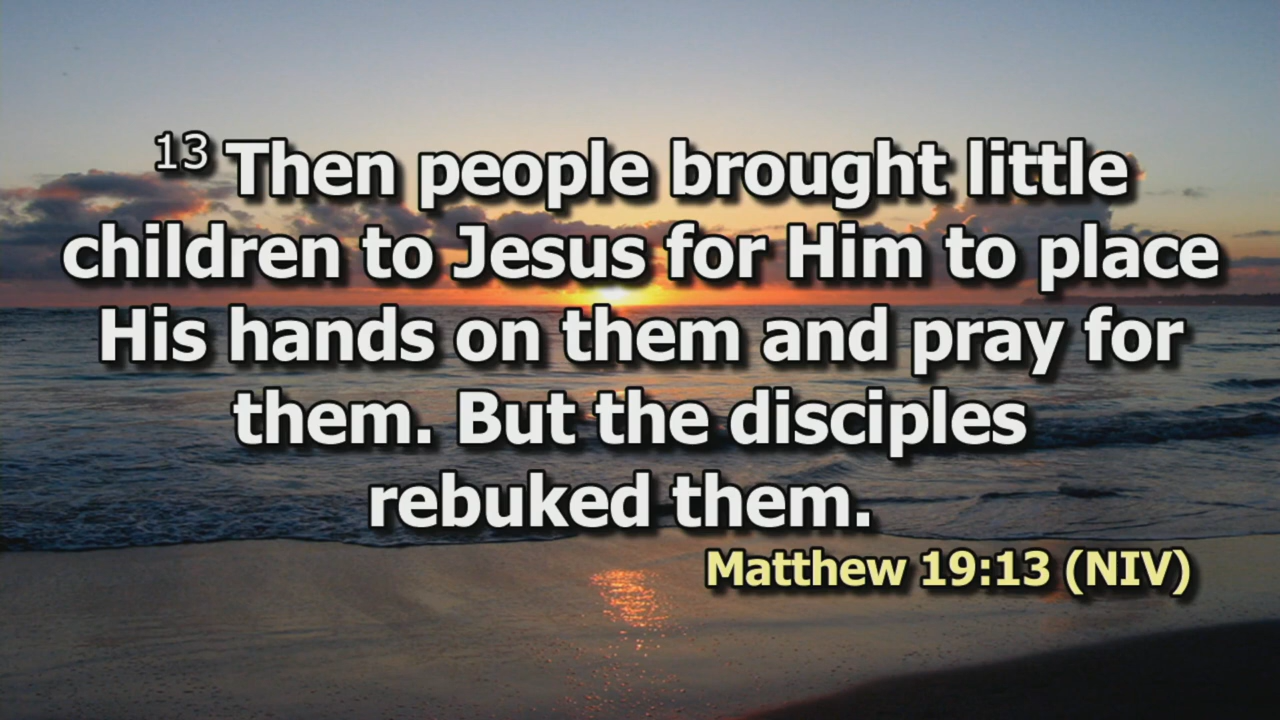 13 Then people brought little
children to Jesus for Him to place
His hands on them and pray for
them. But the disciples
rebuked them.
Matthew 19:13 (NIV)